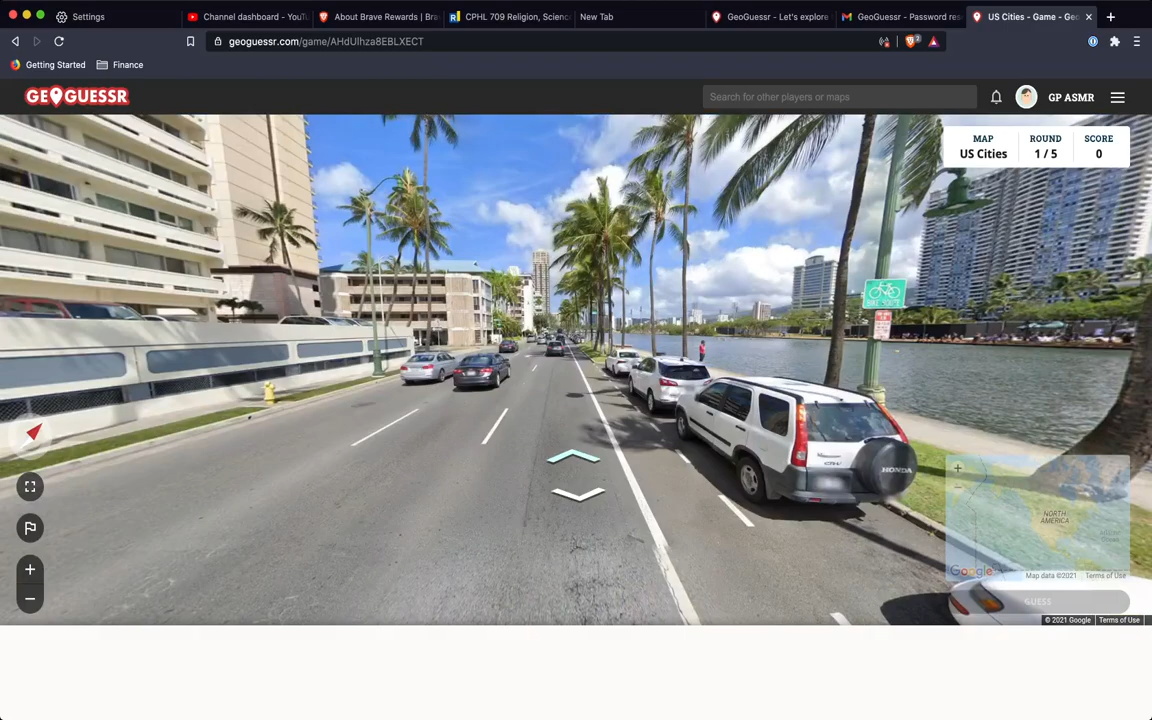 Settings
Channel dashboard - YouTu
About Brave Rewards | Bra
CPHL 709 Religion, Scienc
New Tab
GeoGuessr - Let's explore
GeoGuessr - Password res
US Cities - Game - Geo
geoguessr.com/game/AHdUlhza8EBLXECT
2
Getting Started
Finance
GEOGUESSR
Search for other players or maps
GP ASMR
MAP
ROUND
SCORE
US Cities
1 / 5
0
BIKE ROUTE
HONDA
NORTH
AMERICA
Google
Map data ©2021
Terms of Use
GUESS
© 2021 Google
Terms of Use